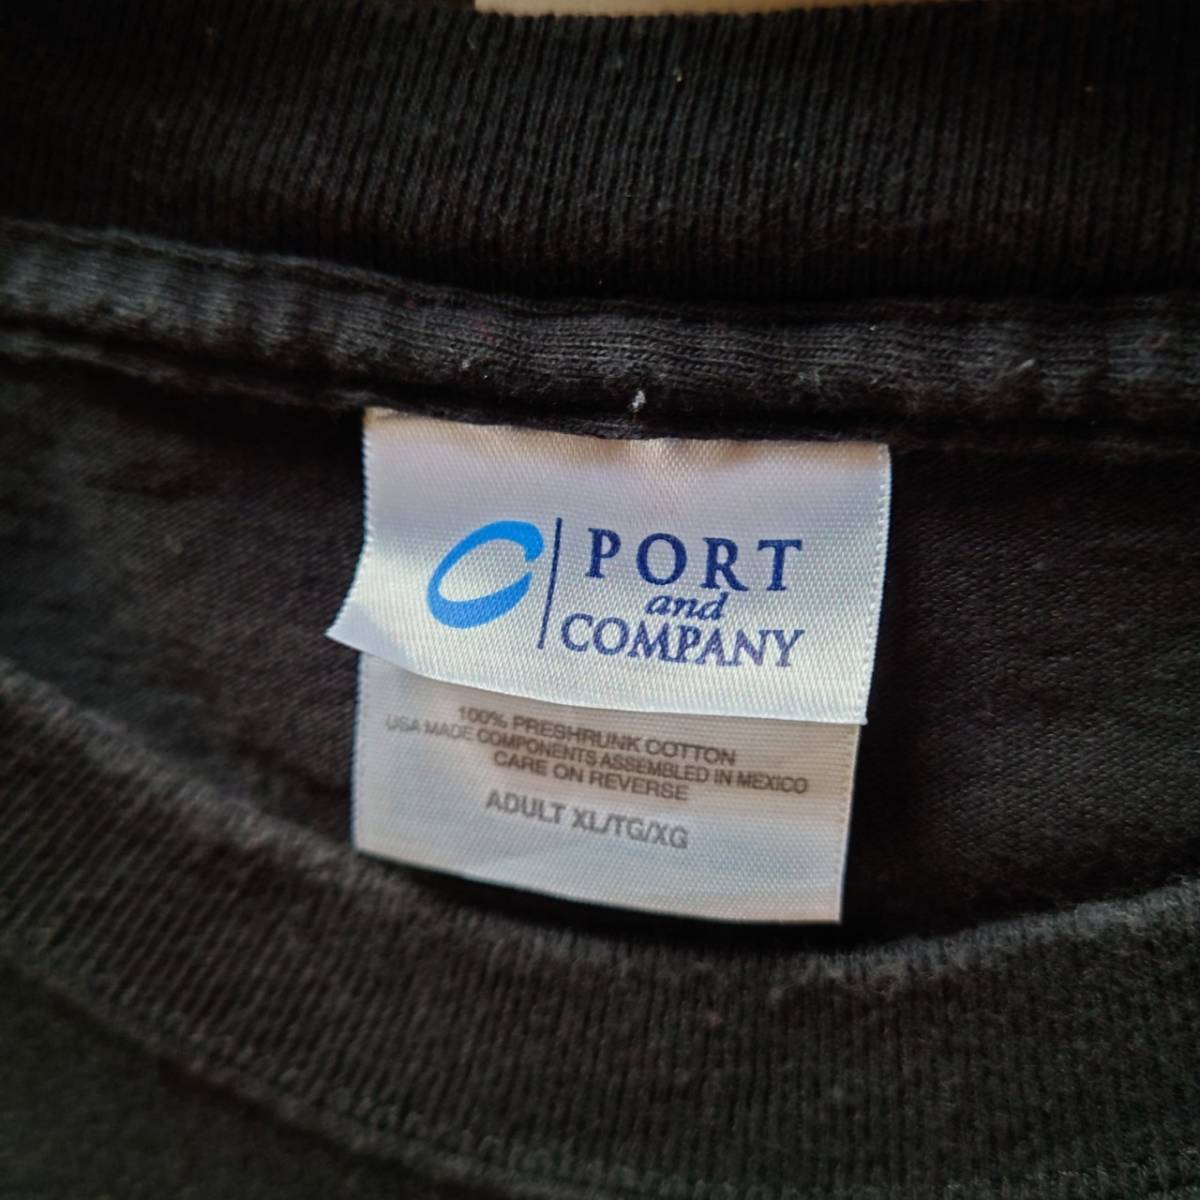 PORT
and
COMPANY
100% PRESHRUNK COTTON
USA MADE COMPONENTS ASSEMBLED IN MEXICO
CARE ON REVERSE
ADULT XL/TG/XG